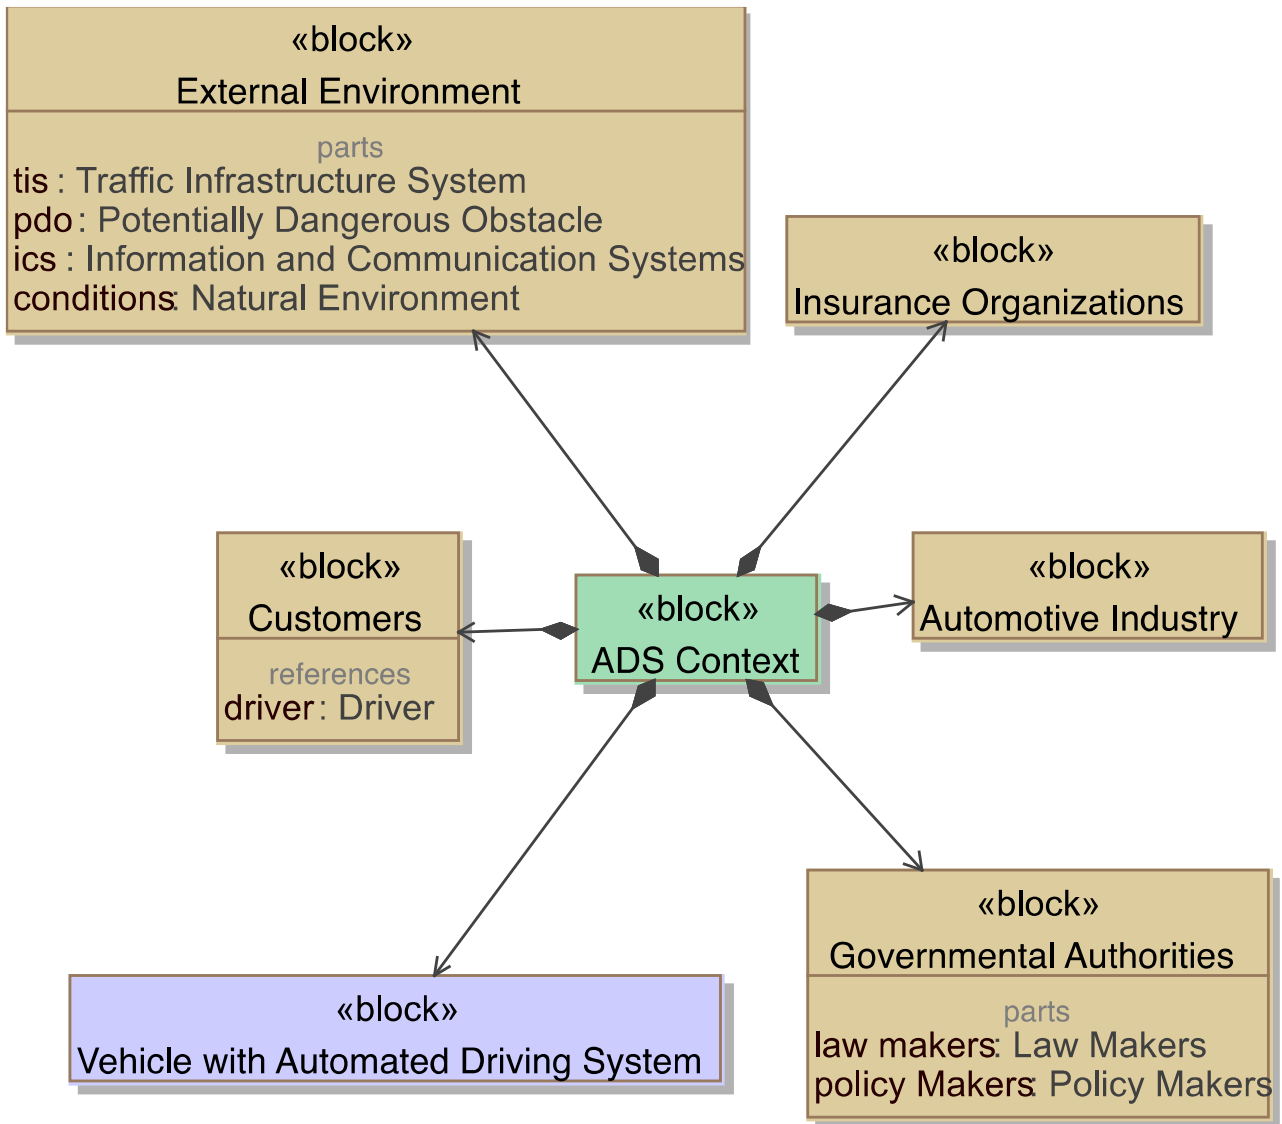 «block»
External Environment
parts
tis : Traffic Infrastructure System
pdo : Potentially Dangerous Obstacle
ics : Information and Communication Systems
conditions: Natural Environment
«block»
Insurance Organizations
«block»
Customers
references
driver : Driver
«block»
ADS Context
«block»
Automotive Industry
«block»
Vehicle with Automated Driving System
«block»
Governmental Authorities
parts
law makers: Law Makers
policy Makers: Policy Makers